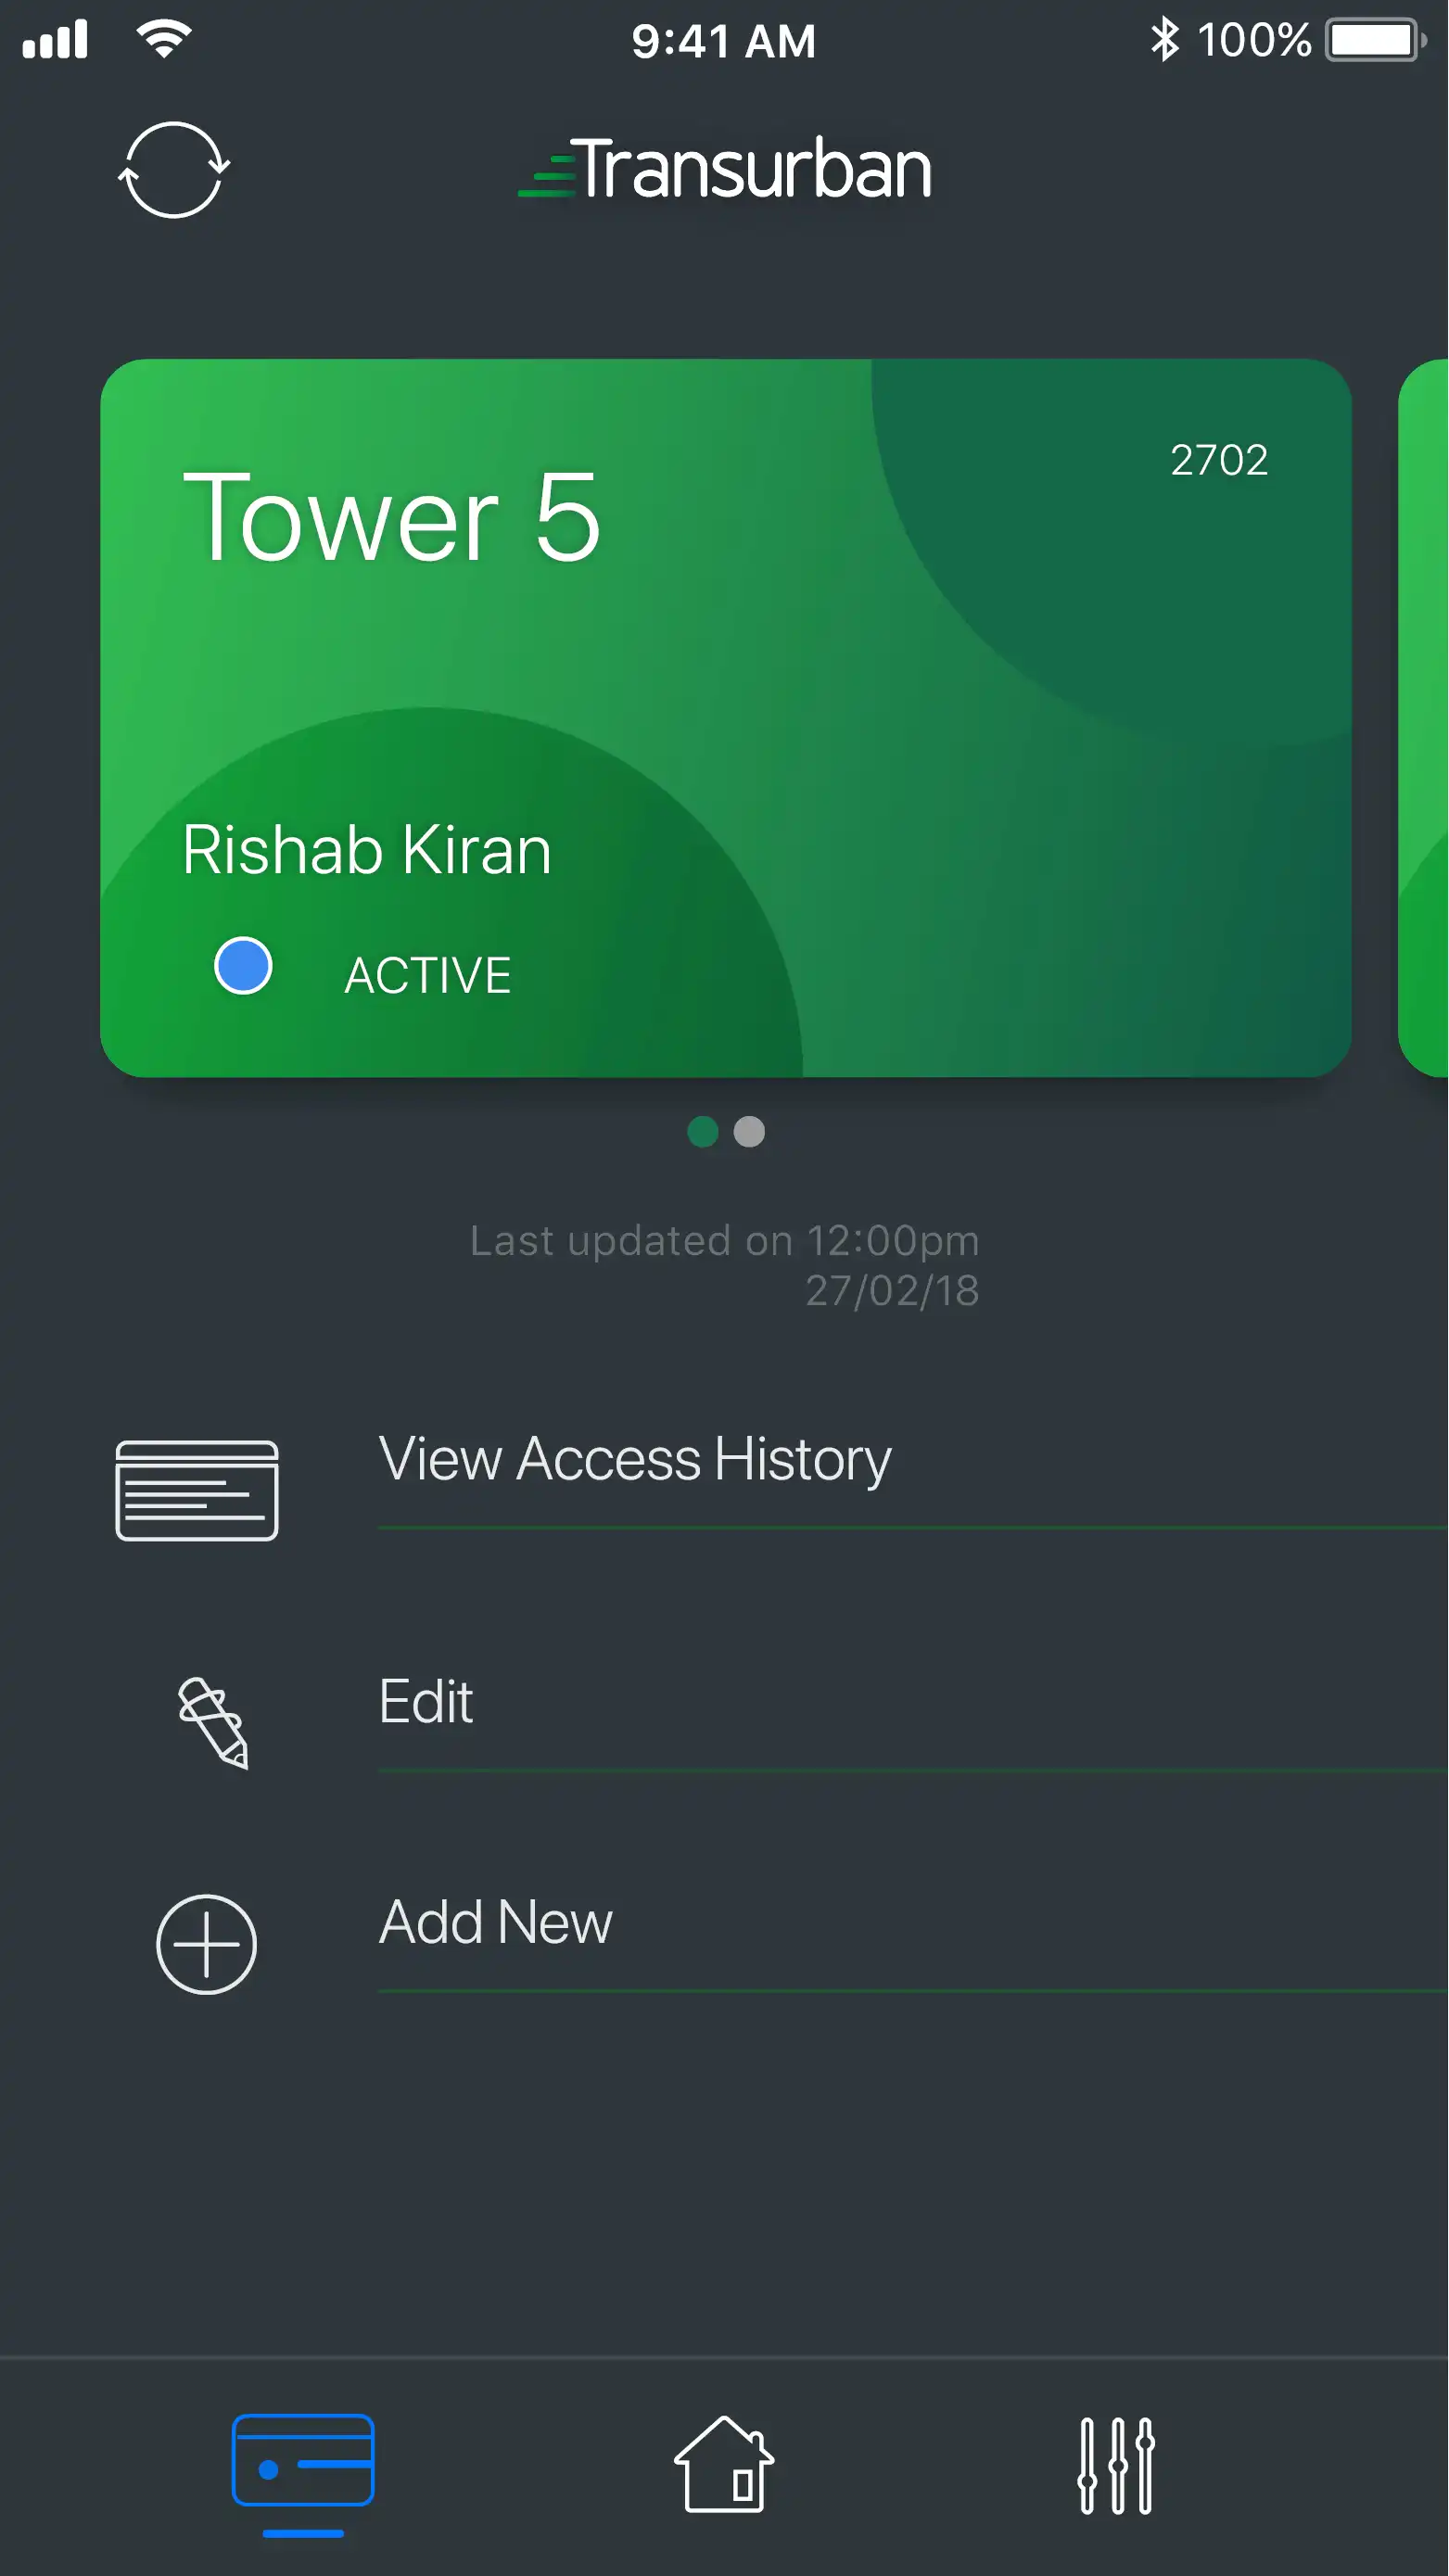 9:41 AM
100%
Transurban
Tower 5
2702
Rishab Kiran
ACTIVE
Last updated on 12:00pm
27/02/18
View Access History
Edit
Add New